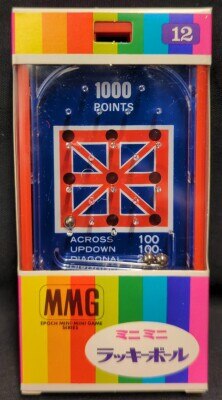 12
1000
POINTS
ACROSS 100
UPDOWN 100
DIAGONAL
MMG
EPOCH MINI-MINI GAME
SERIES
ミニミニ
ラッキーボール